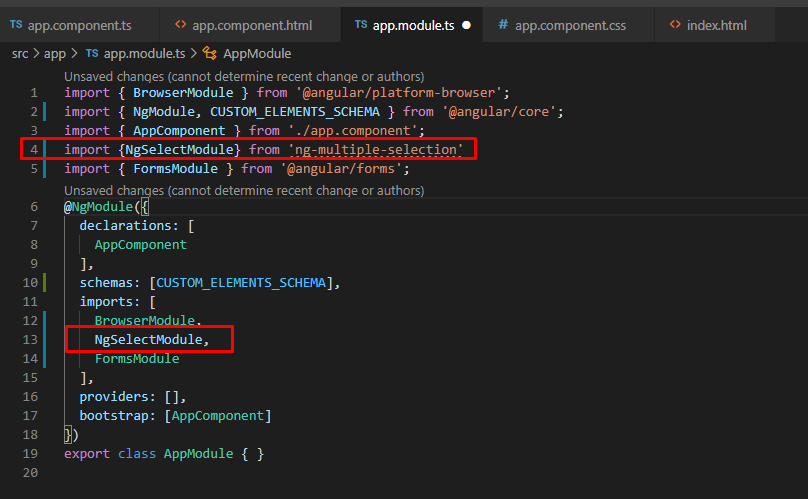 TS app.component.ts <> app.component.html TS app.module.ts ● # app.component.css <> index.html
src > app > TS app.module.ts > AppModule
Unsaved changes (cannot determine recent change or authors)
1 import { BrowserModule } from '@angular/platform-browser';
2 import { NgModule, CUSTOM_ELEMENTS_SCHEMA } from '@angular/core';
3 import { AppComponent } from './app.component';
4 import {NgSelectModule} from 'ng-multiple-selection'
5 import { FormsModule } from '@angular/forms';
Unsaved changes (cannot determine recent change or authors)
6 @NgModule({
7 declarations: [
8 AppComponent
9 ],
10 schemas: [CUSTOM_ELEMENTS_SCHEMA],
11 imports: [
12 BrowserModule,
13 NgSelectModule,
14 FormsModule
15 ],
16 providers: [],
17 bootstrap: [AppComponent]
18 })
19 export class AppModule { }
20